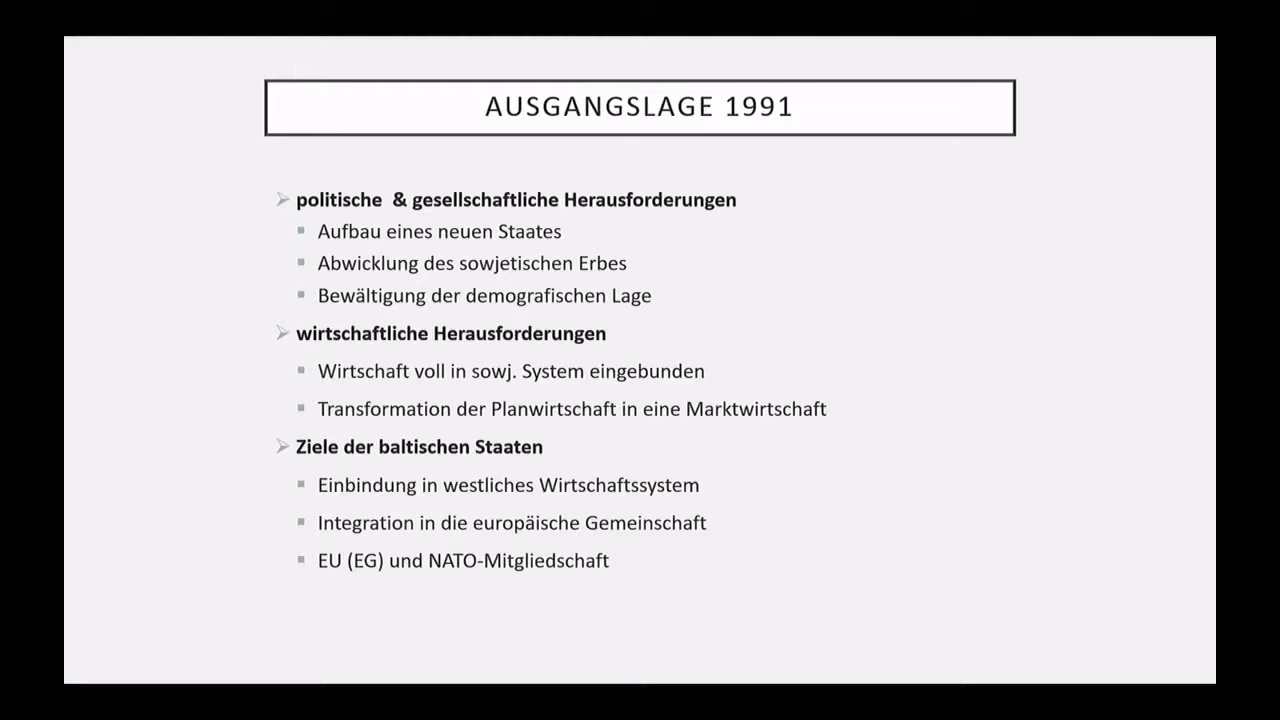 AUSGANGSLAGE 1991
politische & gesellschaftliche Herausforderungen
Aufbau eines neuen Staates
Abwicklung des sowjetischen Erbes
Bewältigung der demografischen Lage
wirtschaftliche Herausforderungen
Wirtschaft voll in sowj. System eingebunden
Transformation der Planwirtschaft in eine Marktwirtschaft
Ziele der baltischen Staaten
Einbindung in westliches Wirtschaftssystem
Integration in die europäische Gemeinschaft
EU (EG) und NATO-Mitgliedschaft